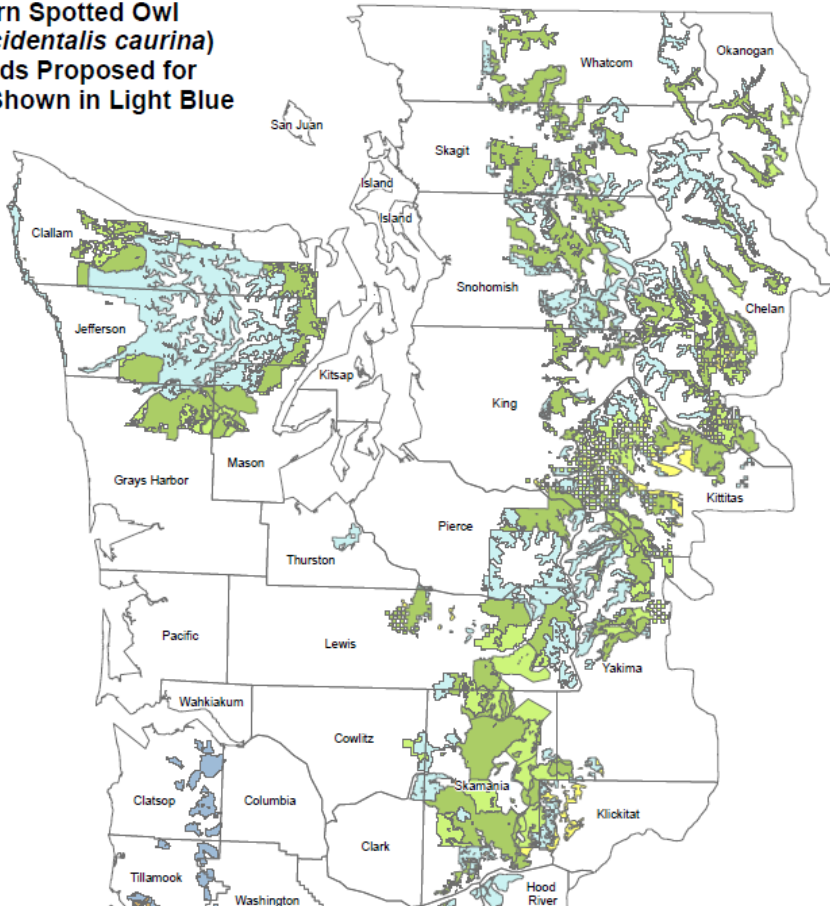 rn Spotted Owl
cidentalis caurina)
ds Proposed for
Shown in Light Blue
Whatcom
Okanogan
San Juan
Skagit
Island
Island
Clallam
Snohomish
Chelan
Jefferson
Kitsap
King
Mason
Grays Harbor
Kittitas
Pierce
Thurston
Pacific
Lewis
Yakima
Wahkiakum
Cowlitz
Skamania
Clatsop
Columbia
Klickitat
Clark
Tillamook
Washington
Hood
River